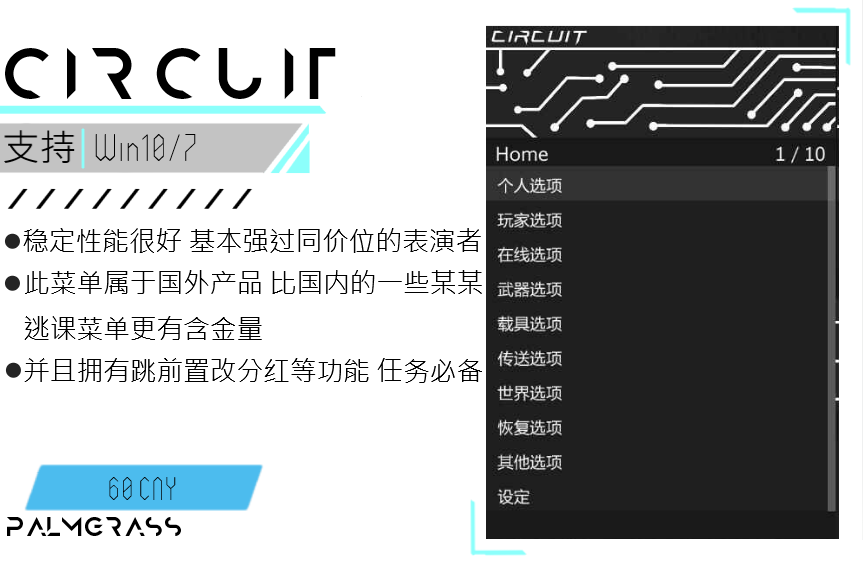 CIRCUIT
支持 Win10/7
●稳定性能很好 基本强过同价位的表演者
●此菜单属于国外产品 比国内的一些某某
逃课菜单更有含金量
●并且拥有跳前置改分红等功能 任务必备
60 CNY
PALMGRASS
CIRCUIT
Home 1 / 10
个人选项
玩家选项
在线选项
武器选项
载具选项
传送选项
世界选项
恢复选项
其他选项
设定